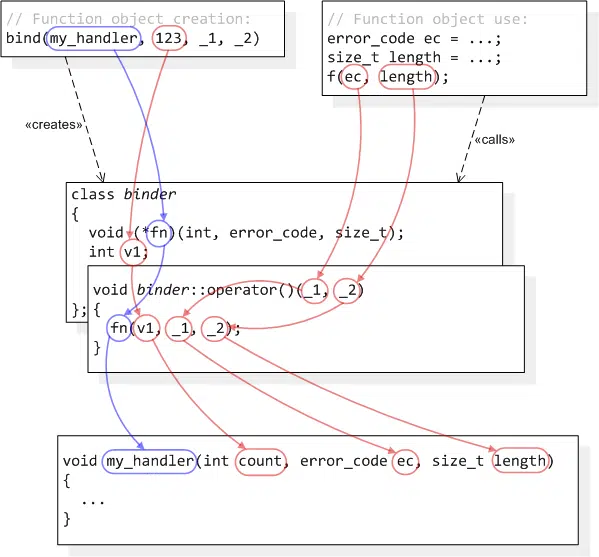 // Function object creation:
bind(my_handler, 123, _1, _2)
// Function object use:
error_code ec = ...;
size_t length = ...;
f(ec, length);
«creates»
«calls»
class binder
{
void (*fn)(int, error_code, size_t);
int v1;
void binder::operator()(_1, _2)
}; {
fn(v1, _1, _2);
}
void my_handler(int count, error_code ec, size_t length)
{
...
}